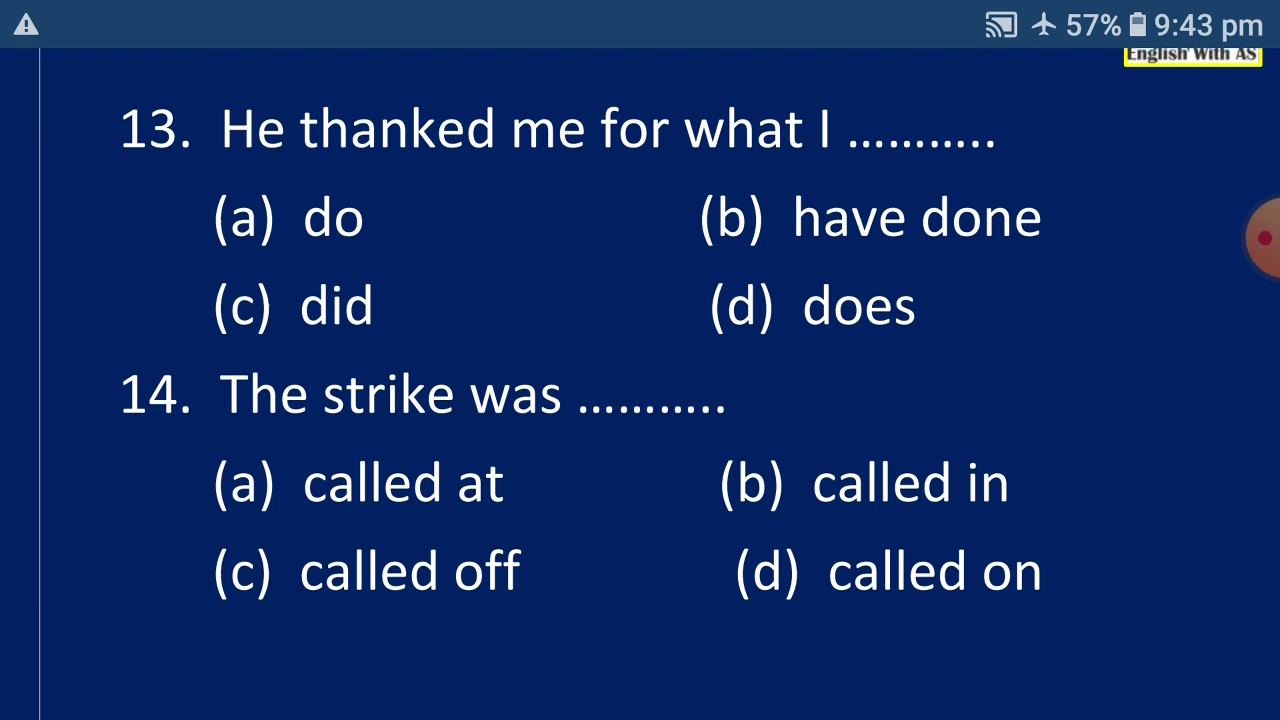 57% 9:43 pm
English With AS
13. He thanked me for what I ………..
(a) do (b) have done
(c) did (d) does
14. The strike was ………..
(a) called at (b) called in
(c) called off (d) called on